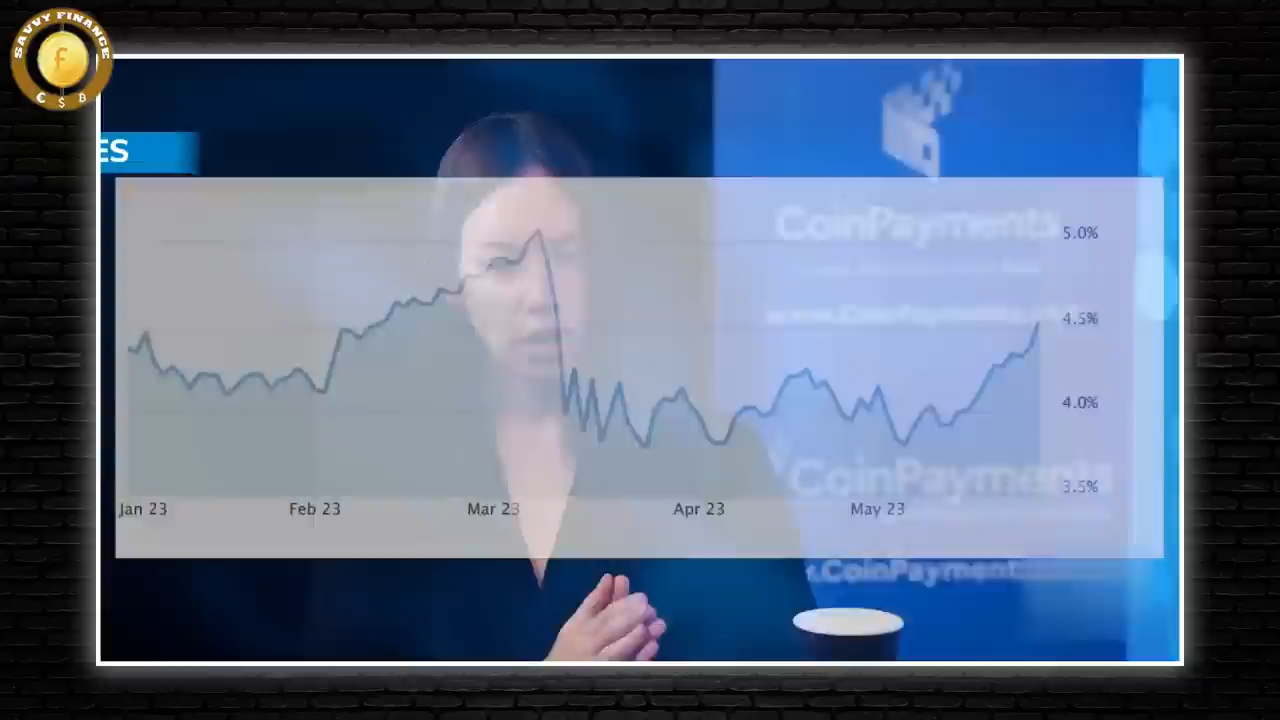 SAVVY FINANCE
£
€ $ B
ES
CoinPayments
5.0%
4.5%
4.0%
CoinPayments
3.5%
Jan 23
Feb 23
Mar 23
Apr 23
May 23
.CoinPayment